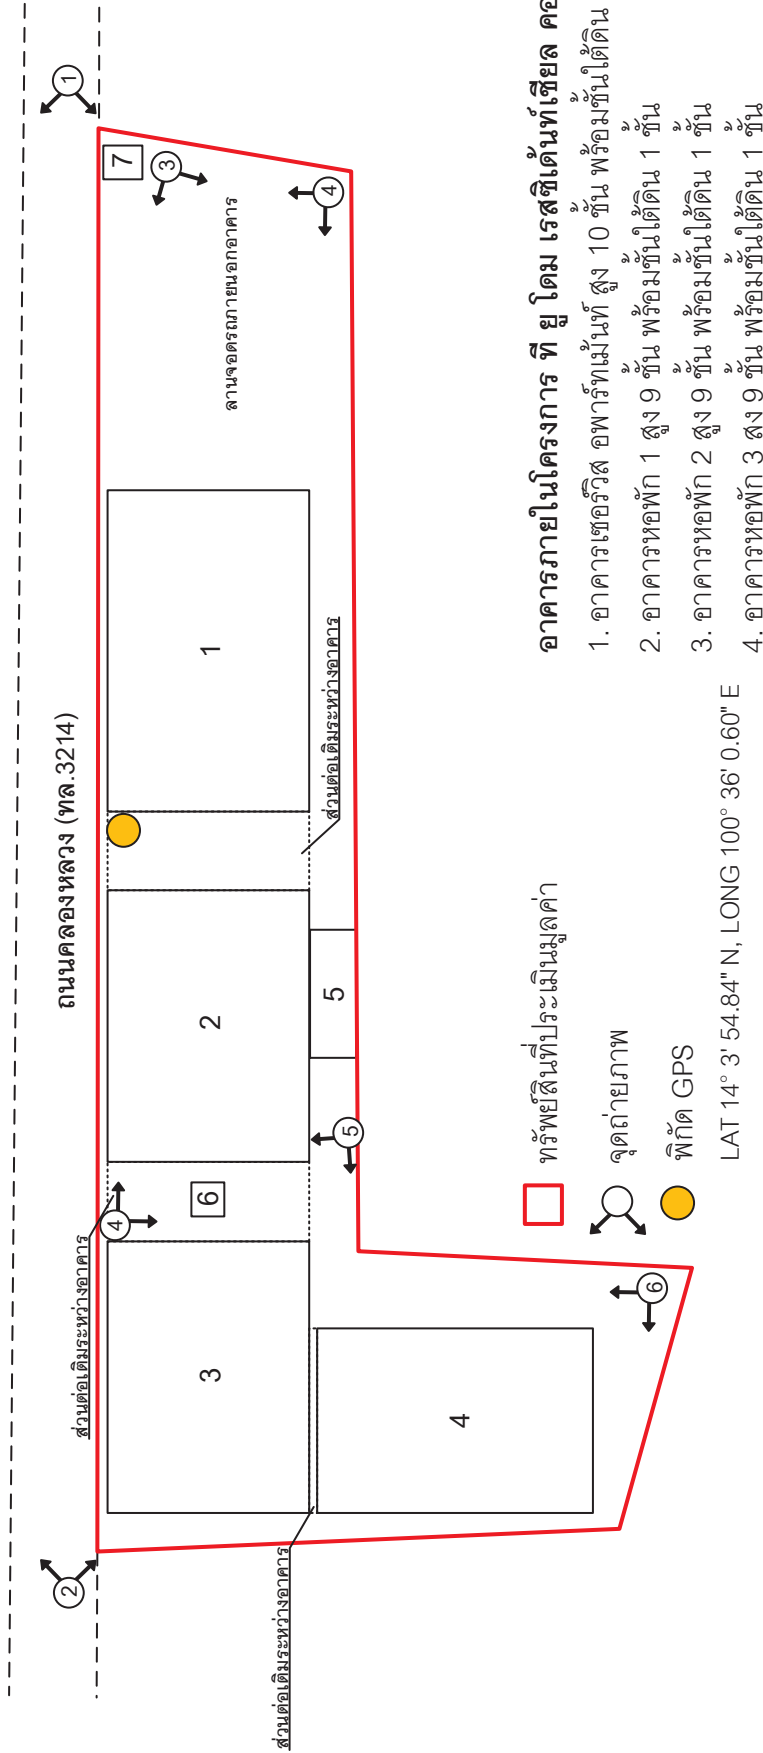 ถนนคลองหลวง (ทล.3214)
2
1
ส่วนต่อเติมระหว่างอาคาร
4
7
3
3
6
2
1
ลานจอดรถภายนอกอาคาร
4
ส่วนต่อเติมระหว่างอาคาร
5
5
ส่วนต่อเติมระหว่างอาคาร
4
6
ทรัพย์สินที่ประเมินมูลค่า
จุดถ่ายภาพ
พิกัด GPS
LAT 14° 3' 54.84" N, LONG 100° 36' 0.60" E
อาคารภายในโครงการ ที ยู โดม เรสซิเด้นท์เชียล
1. อาคารเซอร์วิส อพาร์ทเม้นท์ สูง 10 ชั้น พร้อมชั้นใต้ดิน
2. อาคารหอพัก 1 สูง 9 ชั้น พร้อมชั้นใต้ดิน 1 ชั้น
3. อาคารหอพัก 2 สูง 9 ชั้น พร้อมชั้นใต้ดิน 1 ชั้น
4. อาคารหอพัก 3 สูง 9 ชั้น พร้อมชั้นใต้ดิน 1 ชั้น